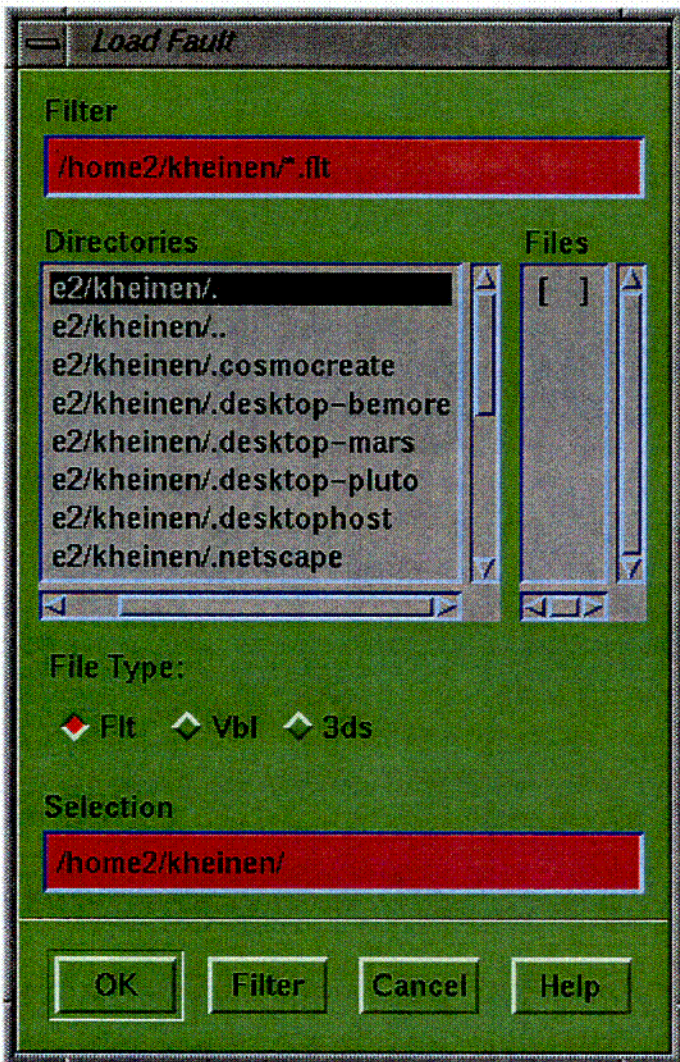 Load Fault
Filter
/home2/kheinen/*.flt
Directories
Files
e2/kheinen/.
[ ]
e2/kheinen/..
e2/kheinen/.cosmocreate
e2/kheinen/.desktop-bemore
e2/kheinen/.desktop-mars
e2/kheinen/.desktop-pluto
e2/kheinen/.desktophost
e2/kheinen/.netscape
File Type:
Flt Vbl 3ds
Selection
/home2/kheinen/
OK Filter Cancel Help